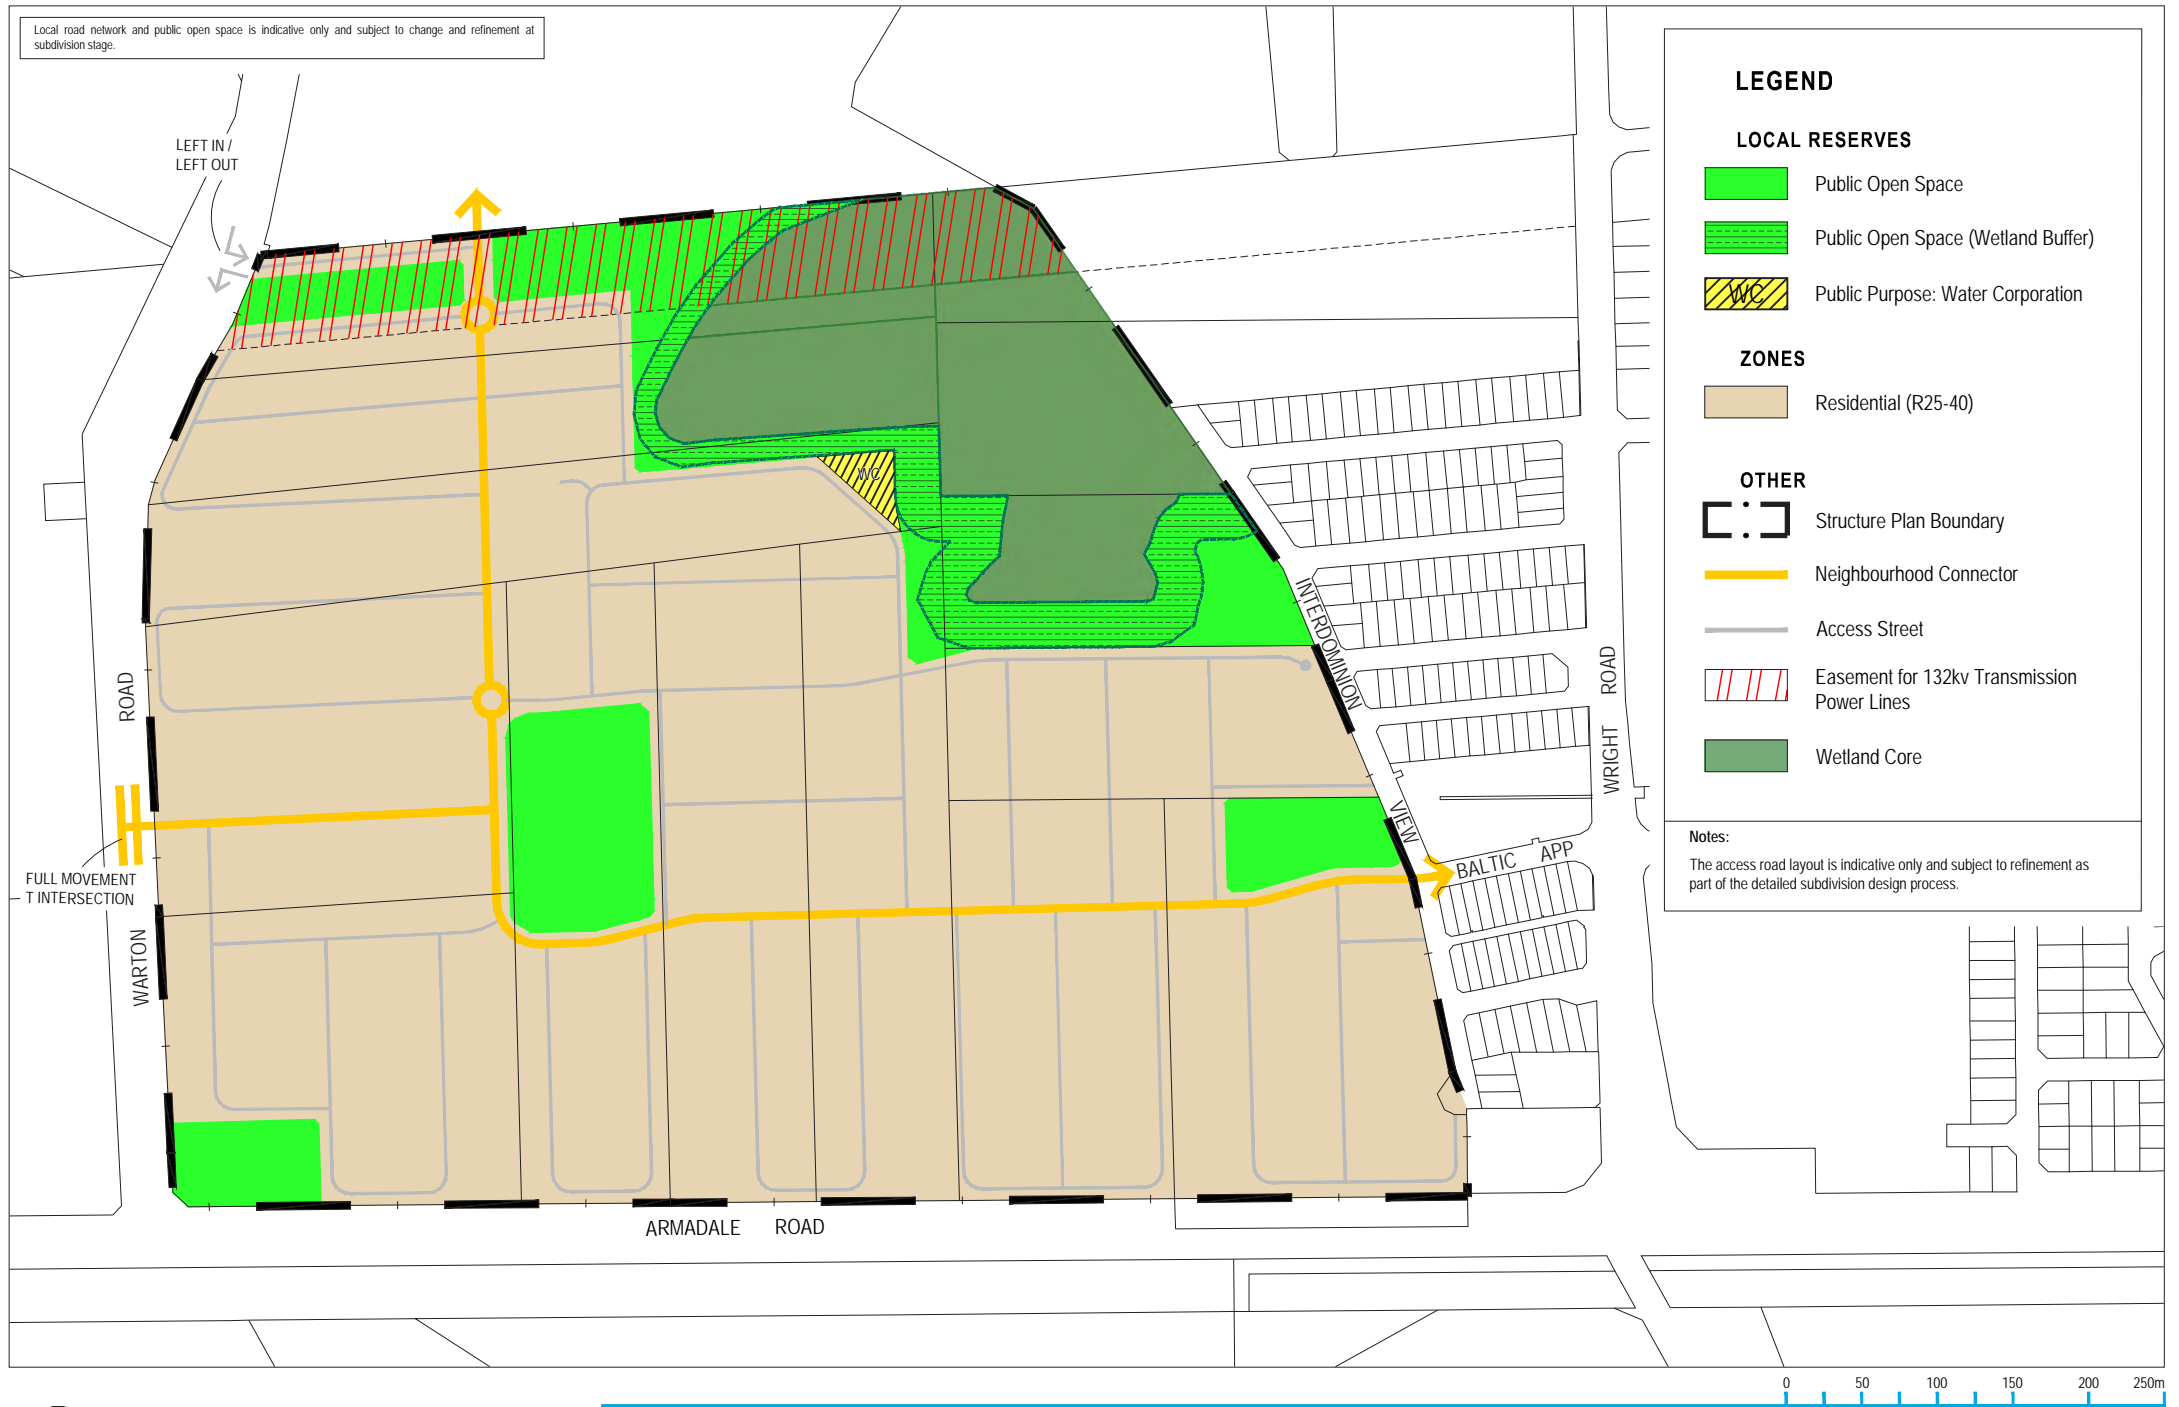 Local road network and public open space is indicative only and subject to change and refinement at
subdivision stage.
LEFT IN /
LEFT OUT
WC
ROAD
FULL MOVEMENT
T INTERSECTION
WARTON
ARMADALE ROAD
INTERDOMINION
VIEW
BALTIC APP
WRIGHT ROAD
LEGEND
LOCAL RESERVES
Public Open Space
Public Open Space (Wetland Buffer)
WC
Public Purpose: Water Corporation
ZONES
Residential (R25-40)
OTHER
Structure Plan Boundary
Neighbourhood Connector
Access Street
Easement for 132kv Transmission
Power Lines
Wetland Core
Notes:
The access road layout is indicative only and subject to refinement as
part of the detailed subdivision design process.
0 50 100 150 200 250m